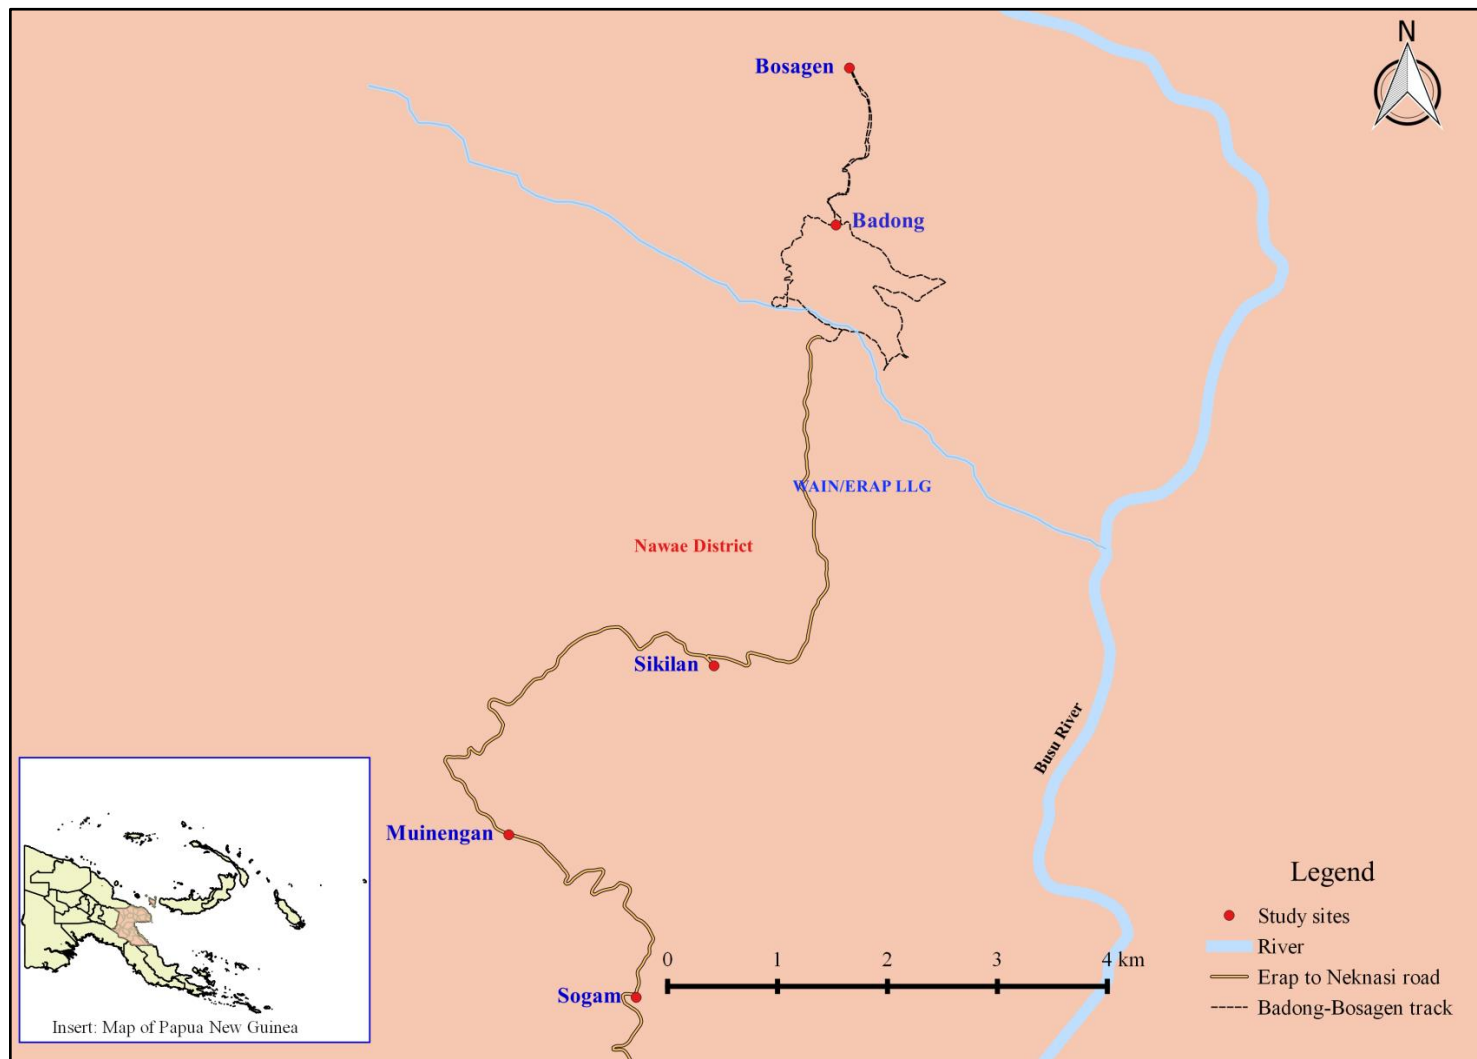 N
Bosagen
Badong
WAIN/ERAP LLG
Nawae District
Sikilan
Busu River
Muinengan
Sogam
0 1 2 3 4 km
Legend
Study sites
River
Erap to Neknasi road
Badong-Bosagen track
Insert: Map of Papua New Guinea